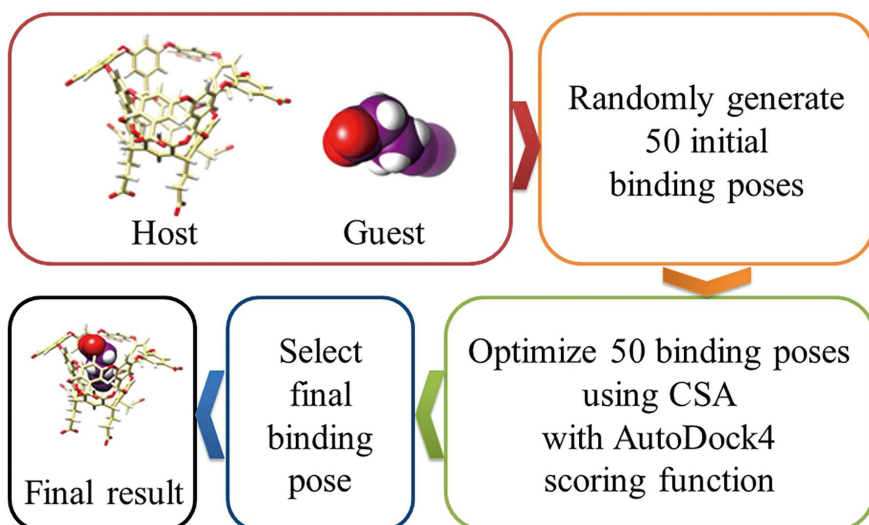 Host
Guest
Randomly generate
50 initial
binding poses
Optimize 50 binding poses
using CSA
with AutoDock4
scoring function
Select
final
binding
pose
Final result